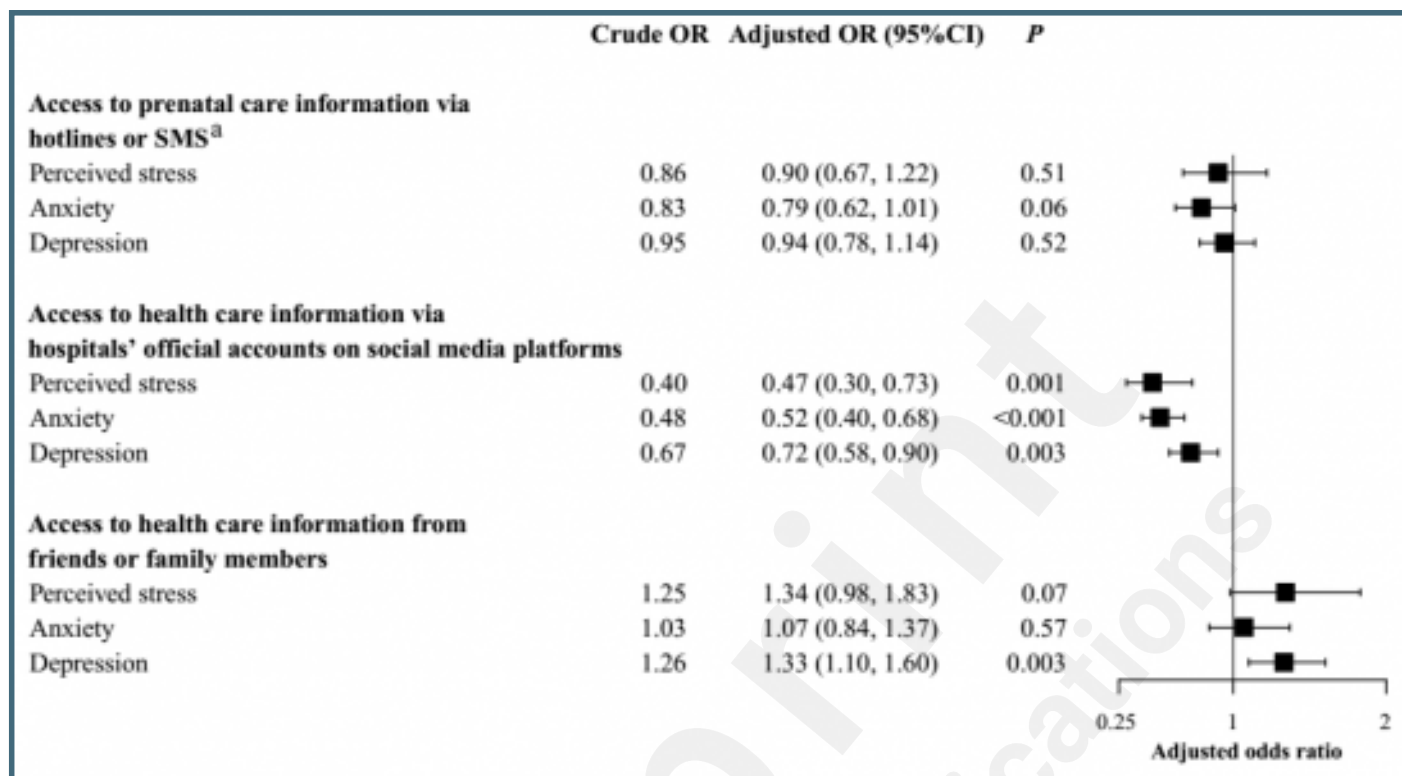 Crude OR Adjusted OR (95%CI) P
Access to prenatal care information via
hotlines or SMSa
Perceived stress 0.86 0.90 (0.67, 1.22) 0.51
Anxiety 0.83 0.79 (0.62, 1.01) 0.06
Depression 0.95 0.94 (0.78, 1.14) 0.52
Access to health care information via
hospitals' official accounts on social media platforms
Perceived stress 0.40 0.47 (0.30, 0.73) 0.001
Anxiety 0.48 0.52 (0.40, 0.68) <0.001
Depression 0.67 0.72 (0.58, 0.90) 0.003
Access to health care information from
friends or family members
Perceived stress 1.25 1.34 (0.98, 1.83) 0.07
Anxiety 1.03 1.07 (0.84, 1.37) 0.57
Depression 1.26 1.33 (1.10, 1.60) 0.003
0.25 1 2
Adjusted odds ratio